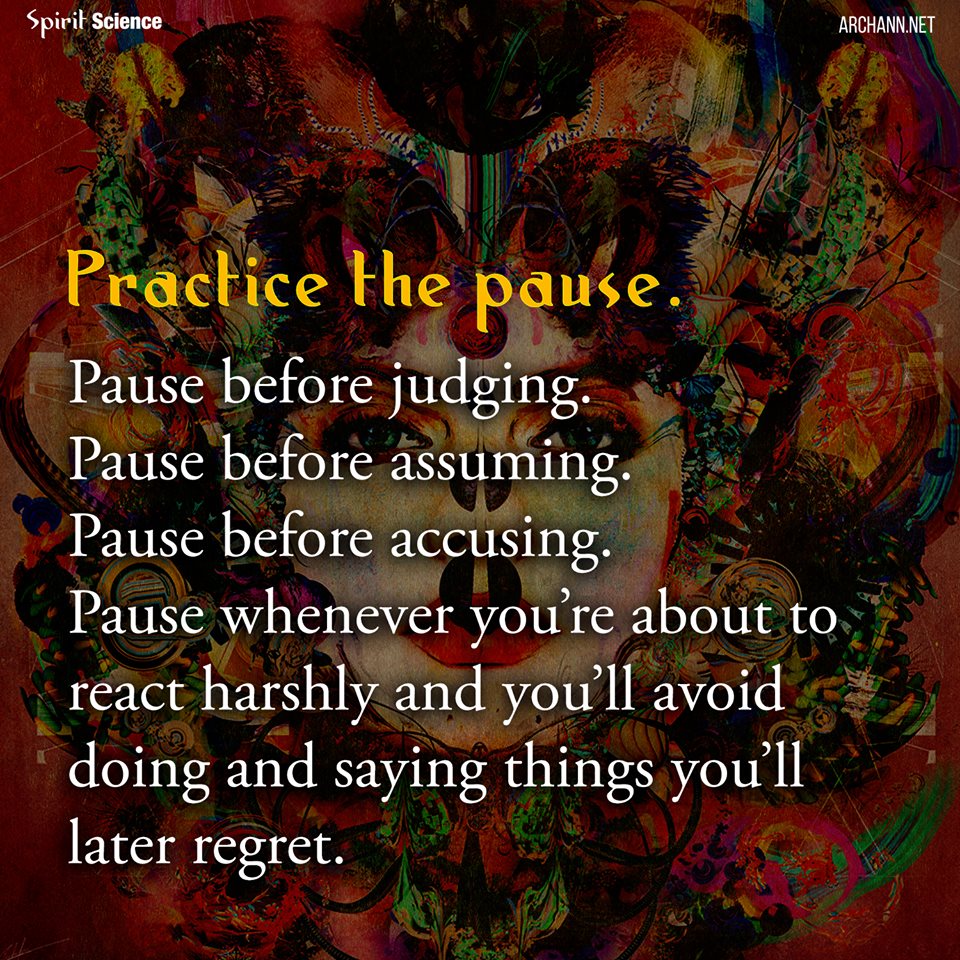 Spirit Science
ARCHANN.NET
Practice the pause.
Pause before judging.
Pause before assuming.
Pause before accusing.
Pause whenever you’re about to
react harshly and you’ll avoid
doing and saying things you’ll
later regret.